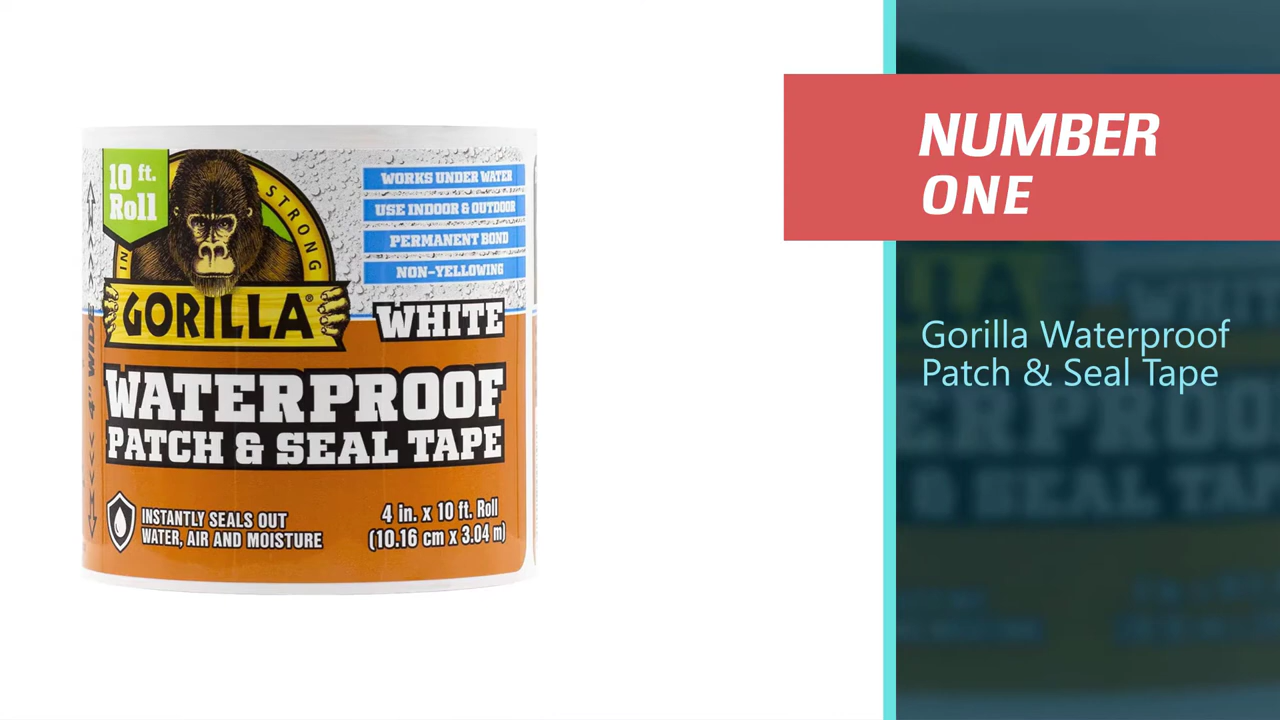 10 ft.
Roll
IN STRONG
WORKS UNDER WATER
USE INDOOR & OUTDOOR
PERMANENT BOND
NON-YELLOWING
GORILLA®
WHITE
4" WIDE
WATERPROOF
PATCH & SEAL TAPE
INSTANTLY SEALS OUT
WATER, AIR AND MOISTURE
4 in. x 10 ft. Roll
(10.16 cm x 3.04 m)
NUMBER
ONE
Gorilla Waterproof
Patch & Seal Tape